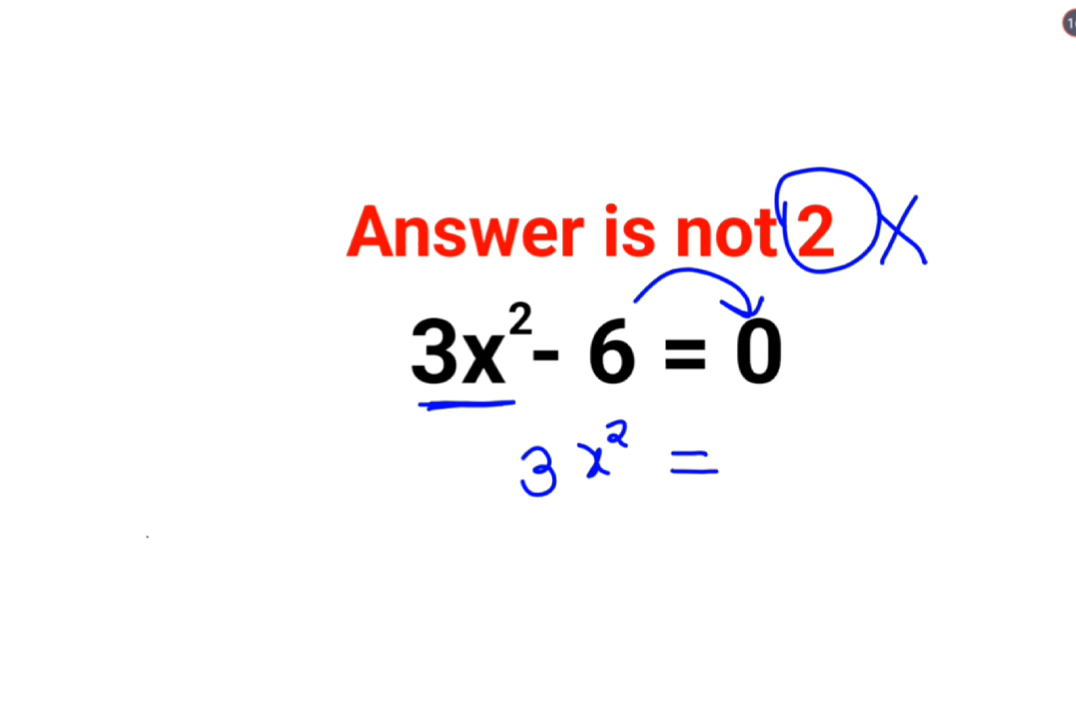 Answer is not 2 X
3x²- 6 = 0
3x² =